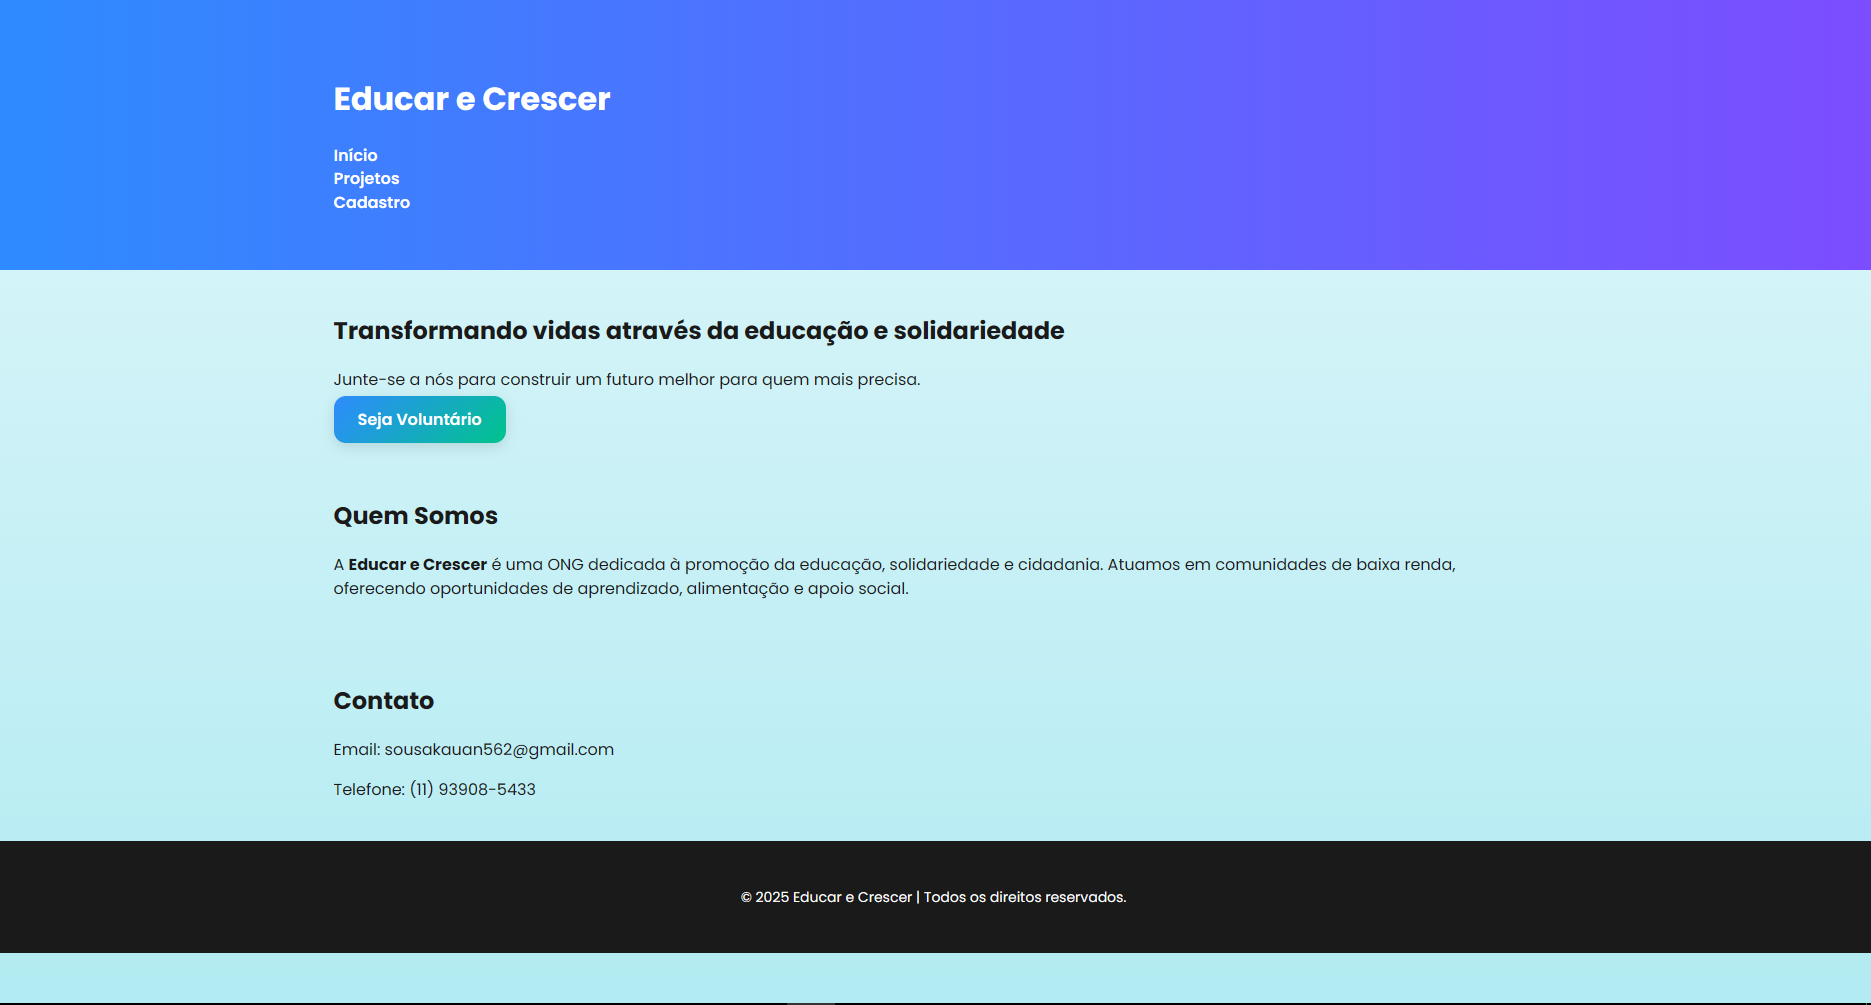 Educar e Crescer
Início
Projetos
Cadastro
Transformando vidas através da educação e solidariedade
Junte-se a nós para construir um futuro melhor para quem mais precisa.
Seja Voluntário
Quem Somos
A Educar e Crescer é uma ONG dedicada à promoção da educação, solidariedade e cidadania. Atuamos em comunidades de baixa renda,
oferecendo oportunidades de aprendizado, alimentação e apoio social.
Contato
Email: sousakauan562@gmail.com
Telefone: (11) 93908-5433
© 2025 Educar e Crescer | Todos os direitos reservados.